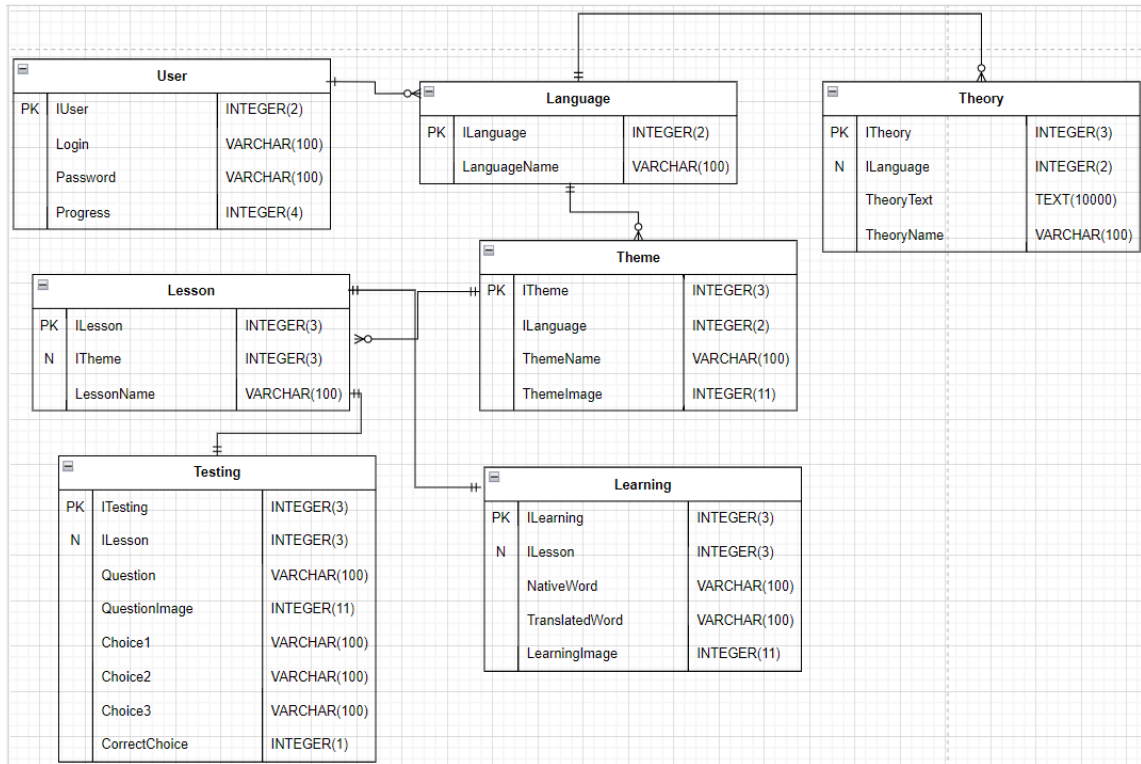 User
PK IUser INTEGER(2)
Login VARCHAR(100)
Password VARCHAR(100)
Progress INTEGER(4)
Language
PK ILanguage INTEGER(2)
LanguageName VARCHAR(100)
Theory
PK ITheory INTEGER(3)
N ILanguage INTEGER(2)
TheoryText TEXT(10000)
TheoryName VARCHAR(100)
Lesson
PK ILesson INTEGER(3)
N ITheme INTEGER(3)
LessonName VARCHAR(100)
Theme
PK ITheme INTEGER(3)
ILanguage INTEGER(2)
ThemeName VARCHAR(100)
ThemeImage INTEGER(11)
Testing
PK ITesting INTEGER(3)
N ILesson INTEGER(3)
Question VARCHAR(100)
QuestionImage INTEGER(11)
Choice1 VARCHAR(100)
Choice2 VARCHAR(100)
Choice3 VARCHAR(100)
CorrectChoice INTEGER(1)
Learning
PK ILearning INTEGER(3)
N ILesson INTEGER(3)
NativeWord VARCHAR(100)
TranslatedWord VARCHAR(100)
LearningImage INTEGER(11)